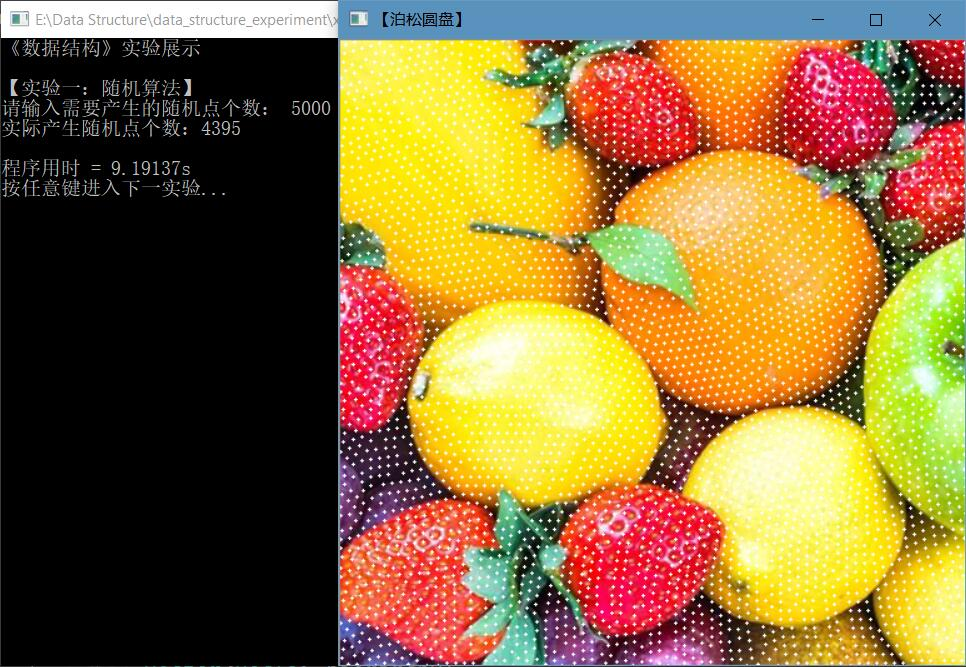 E:\Data Structure\data_structure_experiment\
《数据结构》实验展示
【实验一：随机算法】
请输入需要产生的随机点个数： 5000
实际产生随机点个数：4395
程序用时 = 9.19137s
按任意键进入下一实验...
【泊松圆盘】